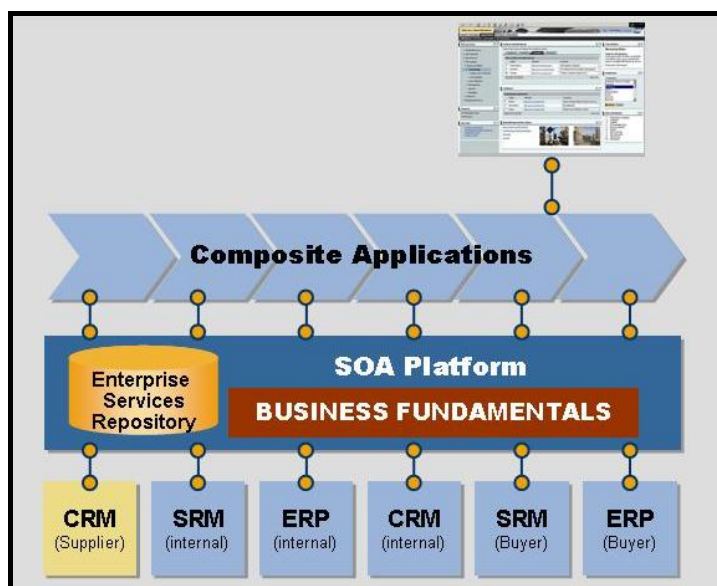 Composite Applications
SOA Platform
Enterprise
Services
Repository
BUSINESS FUNDAMENTALS
CRM
(Supplier)
SRM
(internal)
ERP
(internal)
CRM
(internal)
SRM
(Buyer)
ERP
(Buyer)